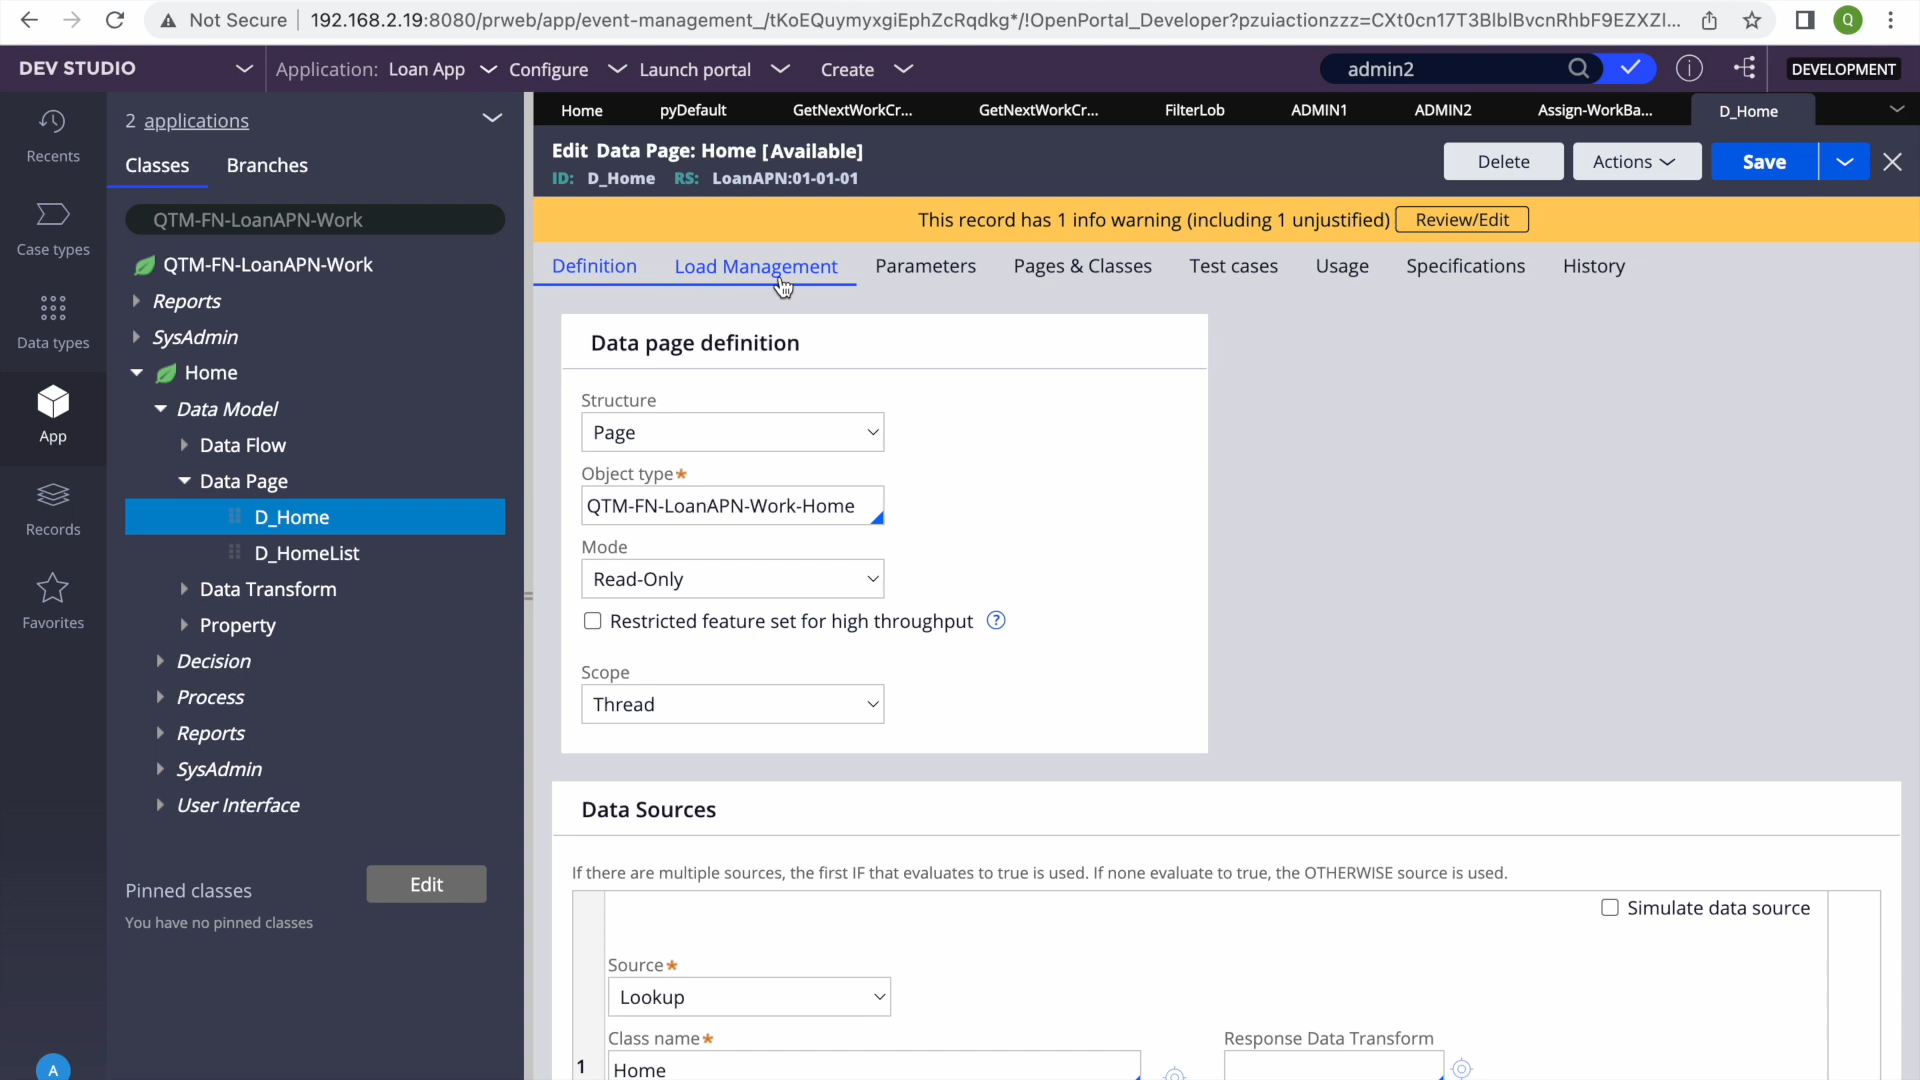 Not Secure
192.168.2.19:8080/prweb/app/event-management_/tKoEQuymyxgiEphZcRqdkg*/!OpenPortal_Developer?pzuiactionzzz=CXt0cn17T3BlblBvcnRhbF9EZXZl...
Q
DEV STUDIO
Application: Loan App
Configure
Launch portal
Create
admin2
DEVELOPMENT
Recents
Case types
Data types
App
Records
Favorites
A
2 applications
Classes
Branches
QTM-FN-LoanAPN-Work
QTM-FN-LoanAPN-Work
Reports
SysAdmin
Home
Data Model
Data Flow
Data Page
D_Home
D_HomeList
Data Transform
Property
Decision
Process
Reports
SysAdmin
User Interface
Pinned classes
Edit
You have no pinned classes
Home
pyDefault
GetNextWorkCr...
GetNextWorkCr...
FilterLob
ADMIN1
ADMIN2
Assign-WorkBa...
D_Home
Edit Data Page: Home [Available]
ID: D_Home RS: LoanAPN:01-01-01
Delete
Actions
Save
This record has 1 info warning (including 1 unjustified)
Review/Edit
Definition
Load Management
Parameters
Pages & Classes
Test cases
Usage
Specifications
History
Data page definition
Structure
Page
Object type*
QTM-FN-LoanAPN-Work-Home
Mode
Read-Only
Restricted feature set for high throughput
?
Scope
Thread
Data Sources
If there are multiple sources, the first IF that evaluates to true is used. If none evaluate to true, the OTHERWISE source is used.
Simulate data source
Source*
Lookup
Class name*
Response Data Transform
1
Home